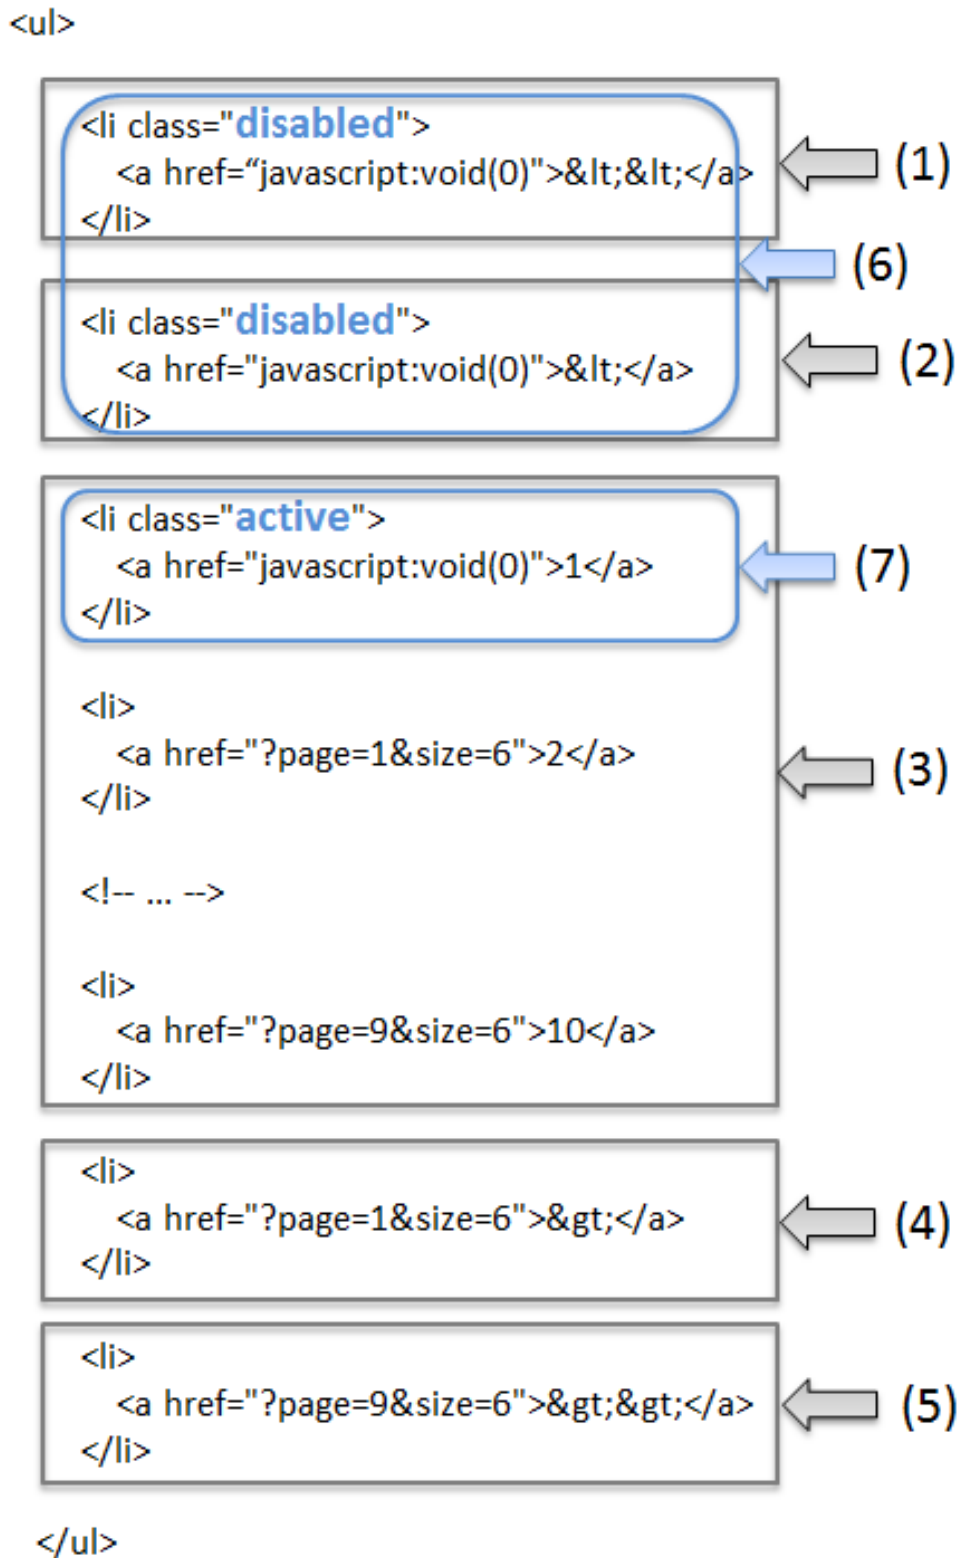 <ul>
<li class="disabled">
<a href=“javascript:void(0)">&lt;&lt;</a>
</li>
(1)
(6)
<li class="disabled">
<a href="javascript:void(0)">&lt;</a>
</li>
(2)
<li class="active">
<a href="javascript:void(0)">1</a>
</li>
(7)
<li>
<a href="?page=1&size=6">2</a>
</li>
(3)
<!-- ... -->
<li>
<a href="?page=9&size=6">10</a>
</li>
<li>
<a href="?page=1&size=6">&gt;</a>
</li>
(4)
<li>
<a href="?page=9&size=6">&gt;&gt;</a>
</li>
(5)
</ul>